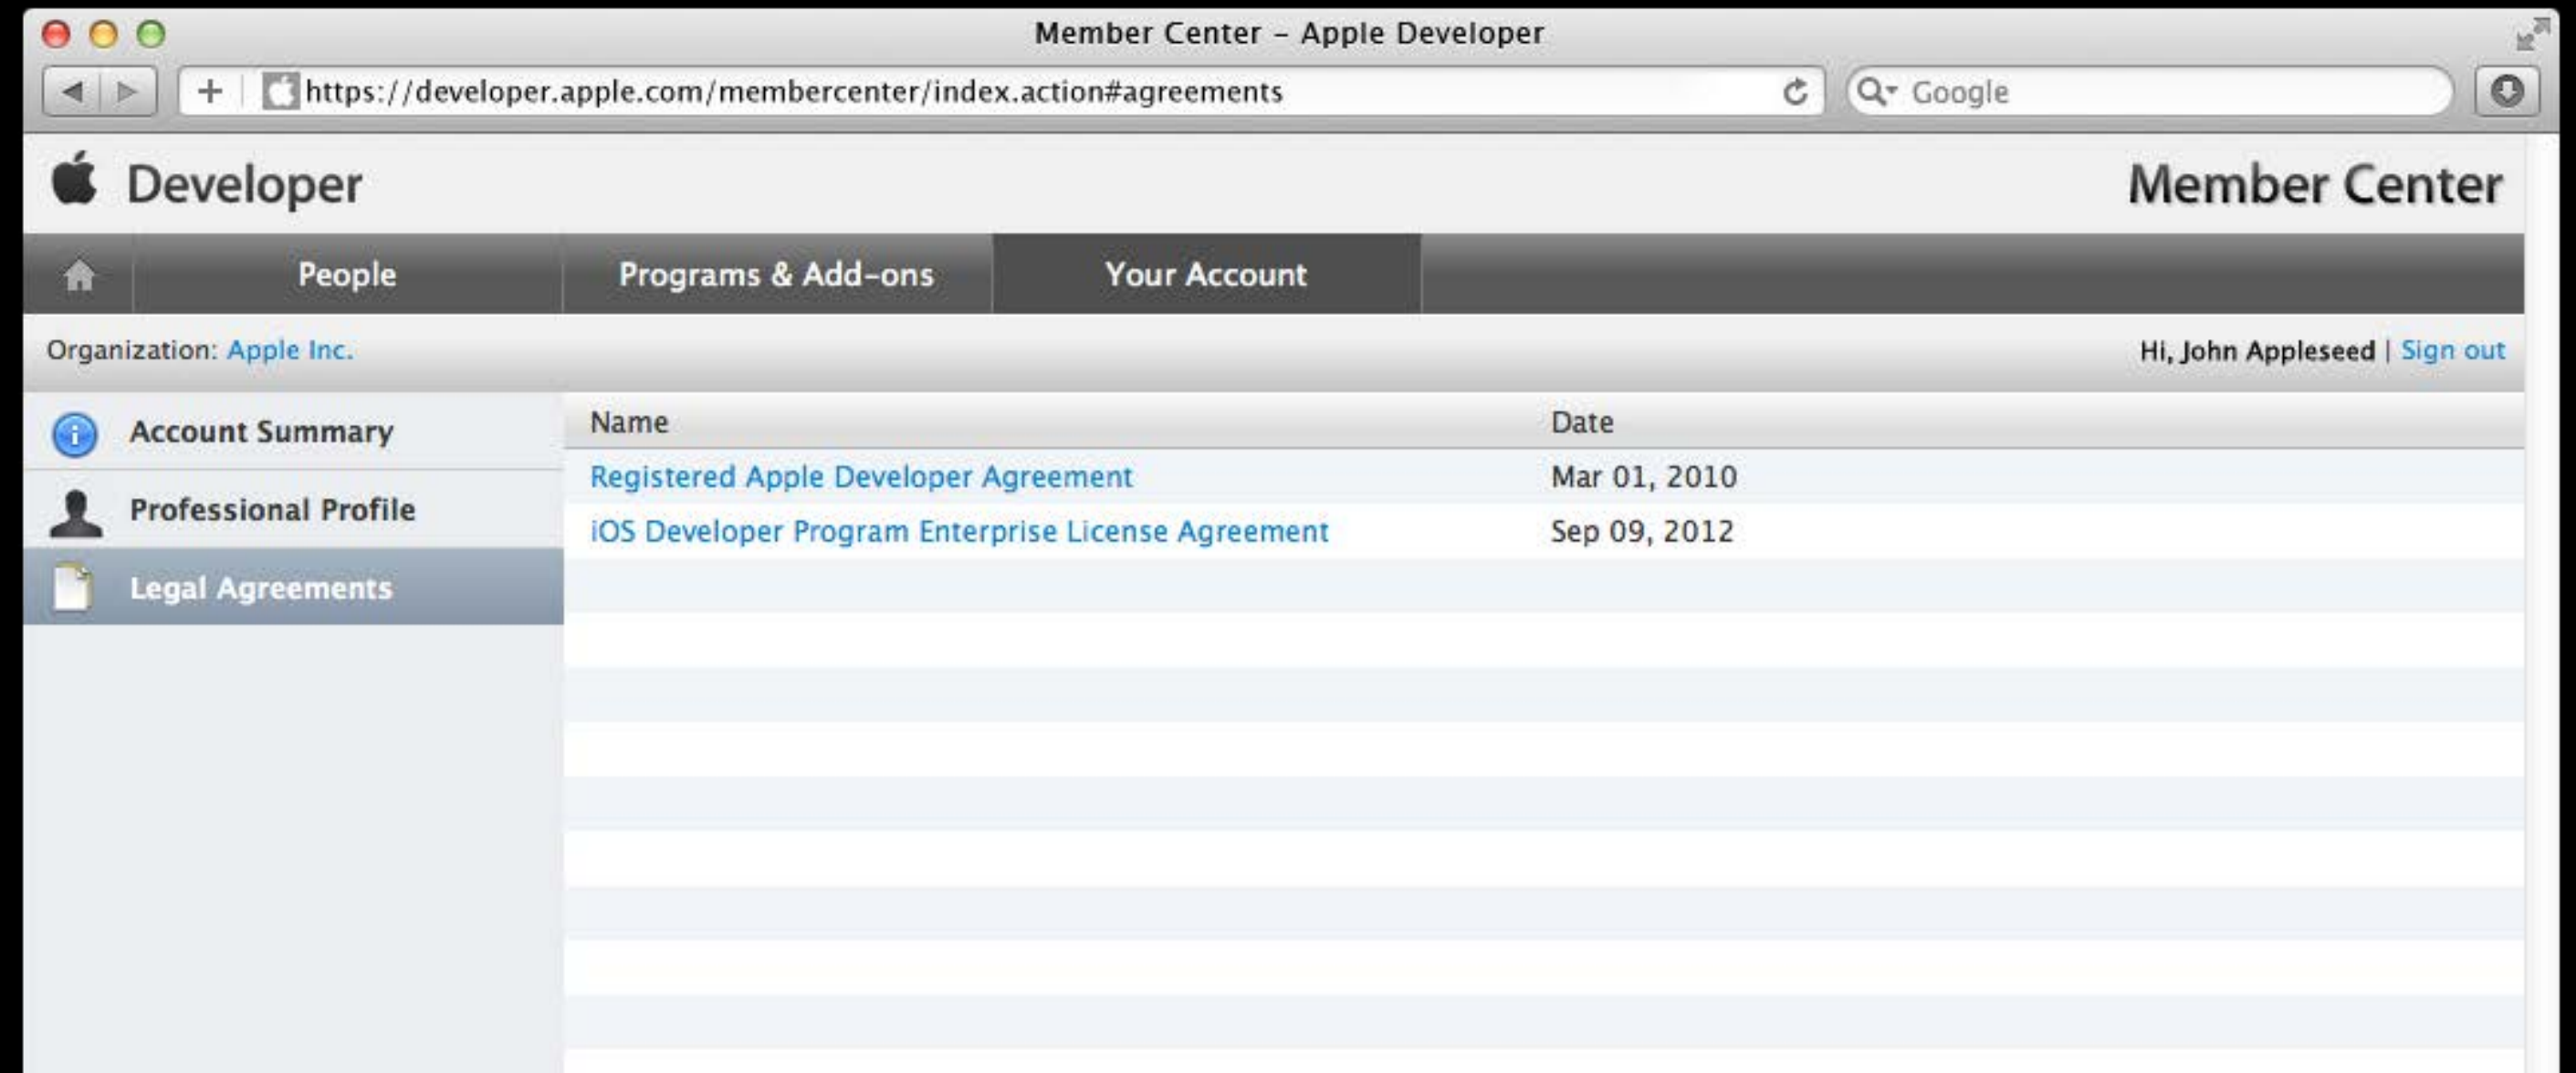 Member Center – Apple Developer
https://developer.apple.com/membercenter/index.action#agreements
Google
Developer
Member Center
People
Programs & Add-ons
Your Account
Organization: Apple Inc.
Hi, John Appleseed | Sign out
Account Summary
Professional Profile
Legal Agreements
Name Date
Registered Apple Developer Agreement Mar 01, 2010
iOS Developer Program Enterprise License Agreement Sep 09, 2012